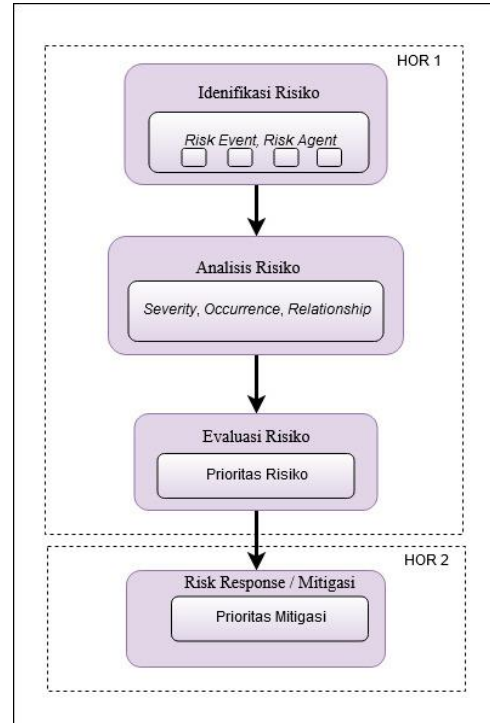 HOR 1
Idenifikasi Risiko
Risk Event, Risk Agent
Analisis Risiko
Severity, Occurrence, Relationship
Evaluasi Risiko
Prioritas Risiko
HOR 2
Risk Response / Mitigasi
Prioritas Mitigasi